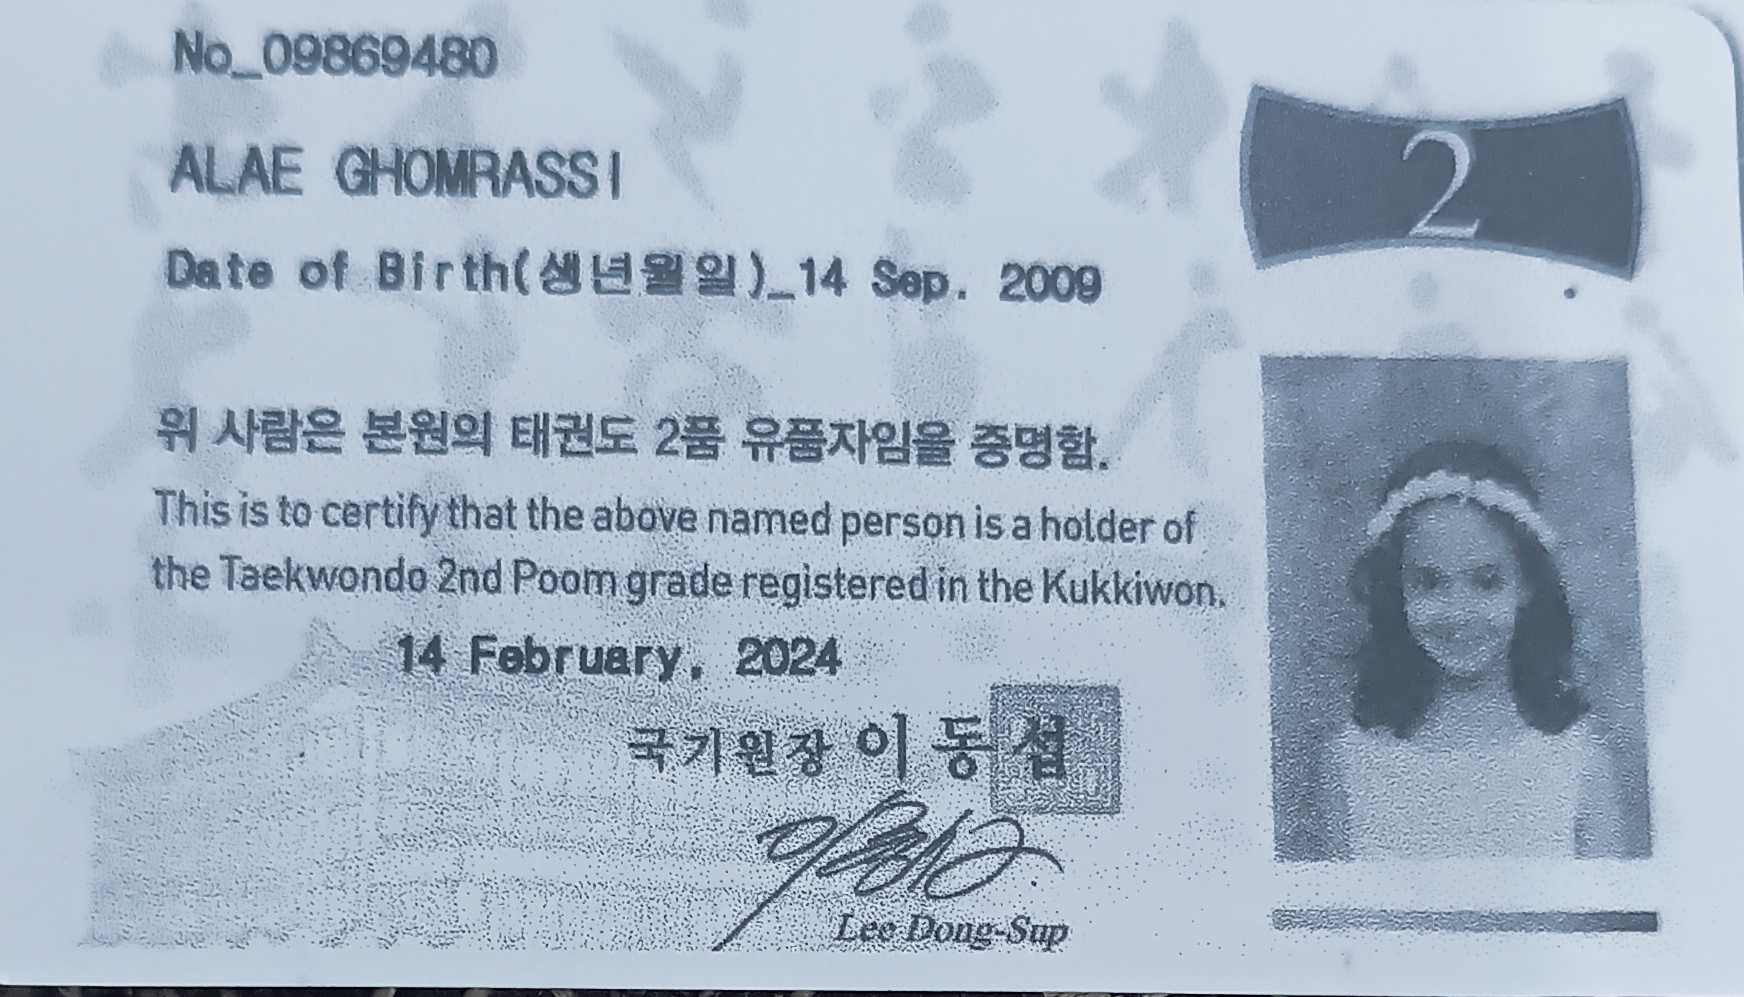 No_09869480
2
ALAE GHOMRASSI
Date of Birth(생년월일)_14 Sep. 2009
위 사람은 본원의 태권도 2품 유품자임을 증명함.
This is to certify that the above named person is a holder of
the Taekwondo 2nd Poom grade registered in the Kukkiwon.
14 February, 2024
국기원장 이동섭
Lee Dong-Sup